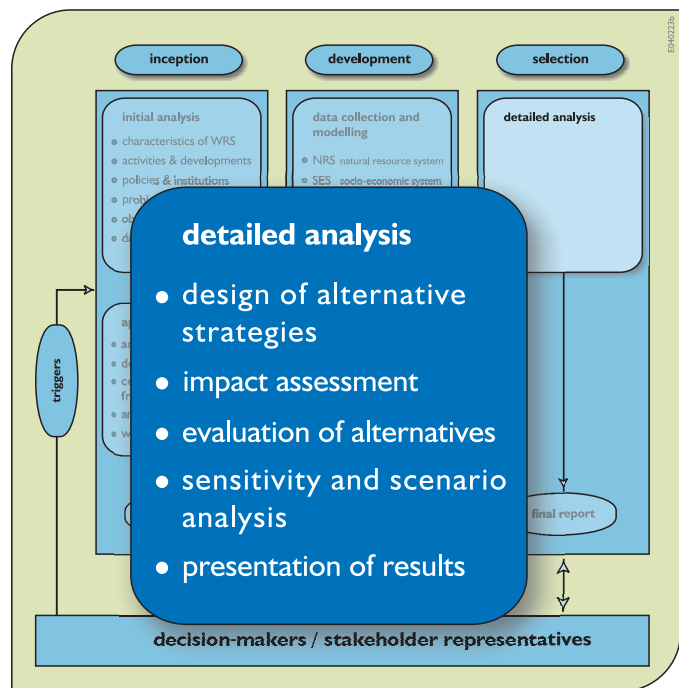 E040223b
inception
development
selection
initial analysis
• characteristics of WRS
• activities & developments
• policies & institutions
data collection and
modelling
• NRS natural resource system
• SES socio-economic system
detailed analysis
detailed analysis
• design of alternative
strategies
• impact assessment
• evaluation of alternatives
• sensitivity and scenario
analysis
• presentation of results
triggers
final report
decision-makers / stakeholder representatives